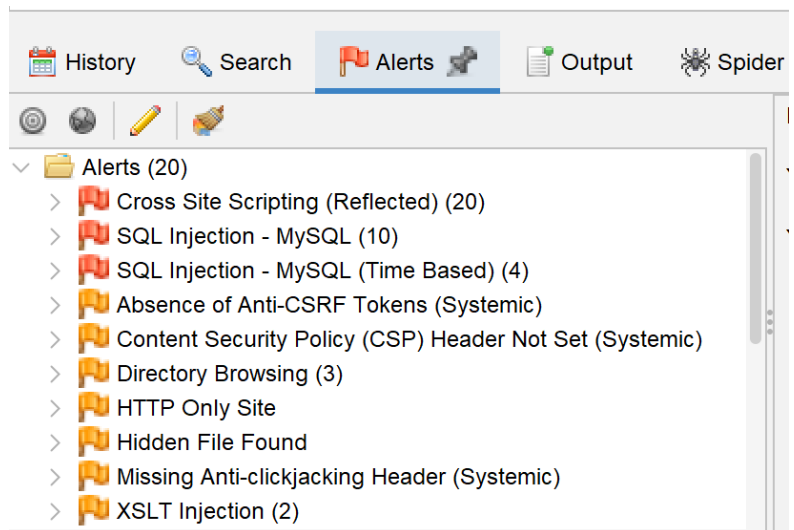 History Search Alerts Output Spider
Alerts (20)
Cross Site Scripting (Reflected) (20)
SQL Injection - MySQL (10)
SQL Injection - MySQL (Time Based) (4)
Absence of Anti-CSRF Tokens (Systemic)
Content Security Policy (CSP) Header Not Set (Systemic)
Directory Browsing (3)
HTTP Only Site
Hidden File Found
Missing Anti-clickjacking Header (Systemic)
XSLT Injection (2)